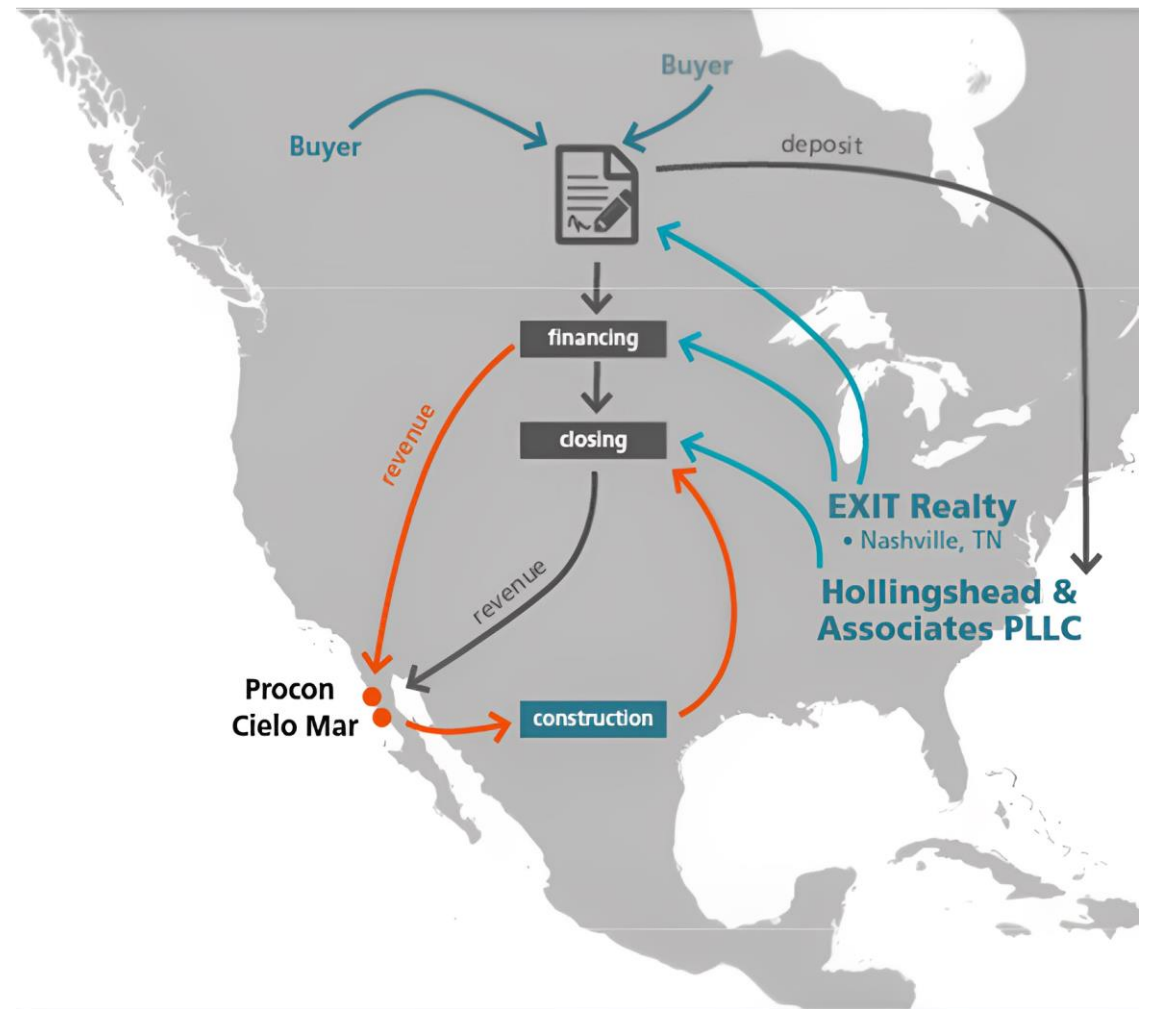 Buyer
Buyer
deposit
financing
revenue
closing
EXIT Realty
• Nashville, TN
revenue
Hollingshead &
Associates PLLC
Procon
Cielo Mar
construction